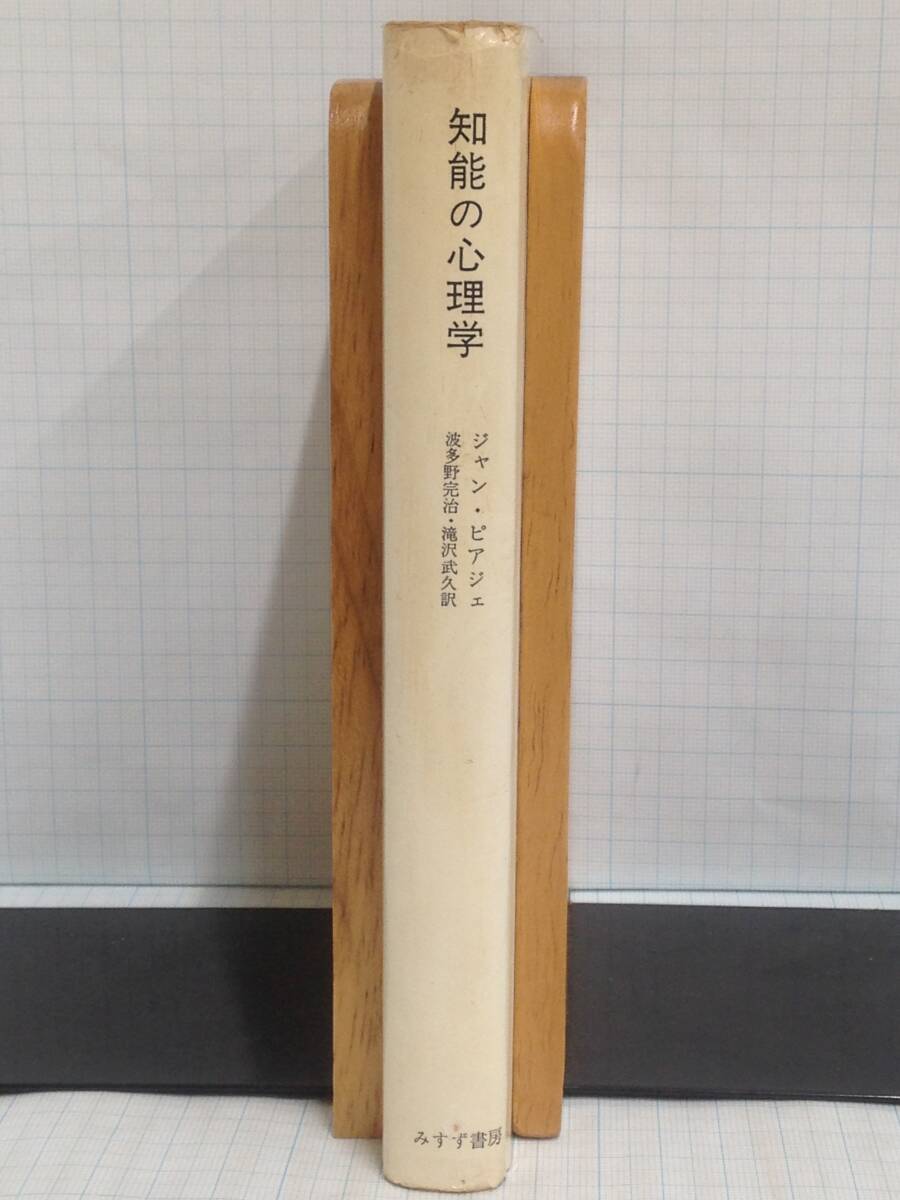 知能の心理学
ジャン・ピアジェ
波多野完治・滝沢武久訳
みすず書房